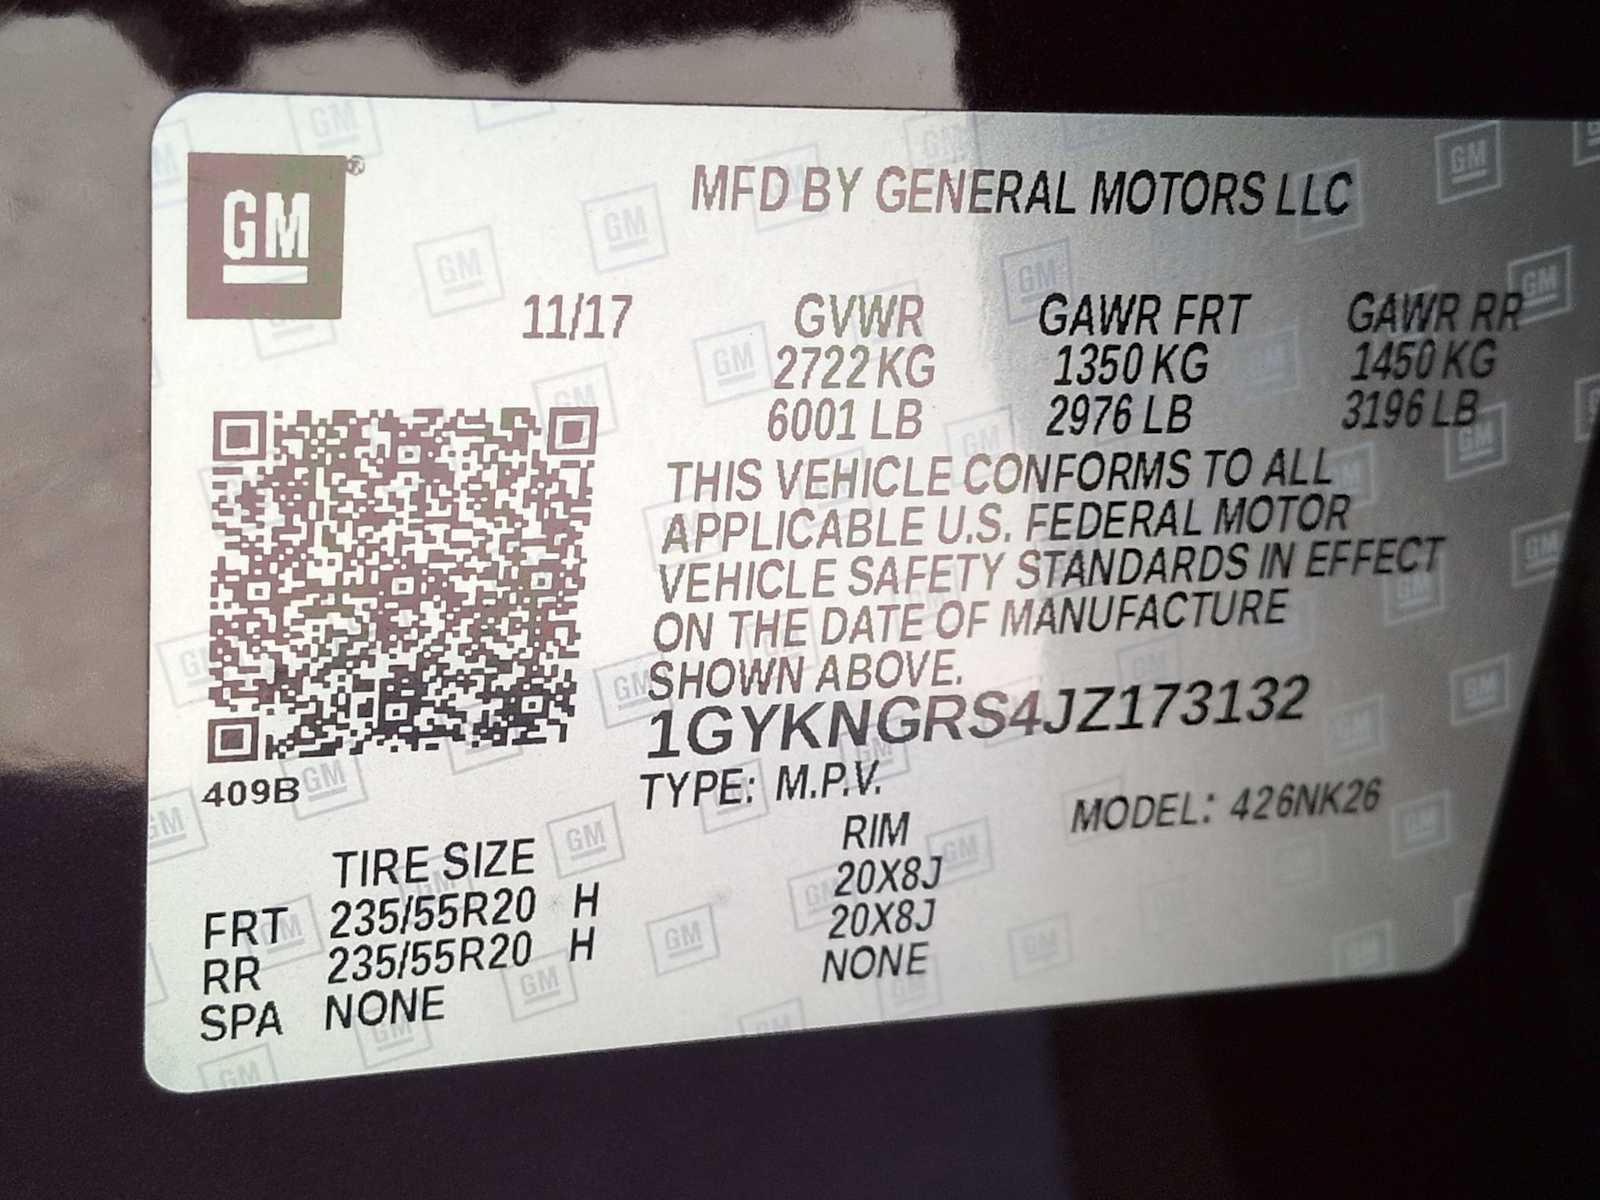 GM ®
MFD BY GENERAL MOTORS LLC
11/17 GVWR GAWR FRT GAWR RR
2722 KG 1350 KG 1450 KG
6001 LB 2976 LB 3196 LB
THIS VEHICLE CONFORMS TO ALL
APPLICABLE U.S. FEDERAL MOTOR
VEHICLE SAFETY STANDARDS IN EFFECT
ON THE DATE OF MANUFACTURE
SHOWN ABOVE.
1GYKNGRS4JZ173132
409B
TYPE: M.P.V. MODEL: 426NK26
TIRE SIZE RIM
FRT 235/55R20 H 20X8J
RR 235/55R20 H 20X8J
SPA NONE NONE